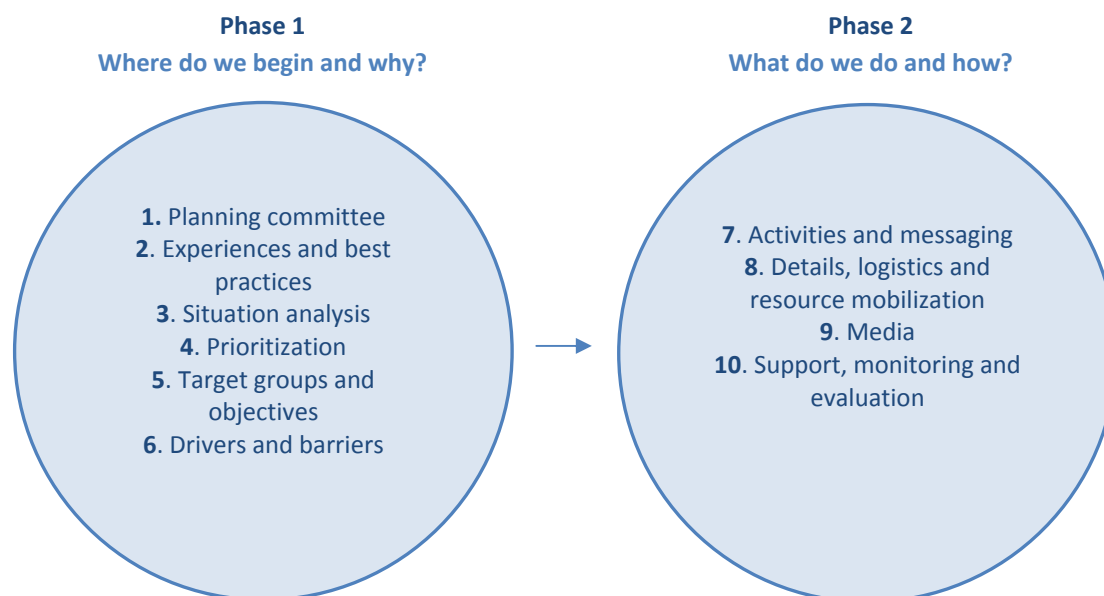 Phase 1
Where do we begin and why?
1. Planning committee
2. Experiences and best
practices
3. Situation analysis
4. Prioritization
5. Target groups and
objectives
6. Drivers and barriers
Phase 2
What do we do and how?
7. Activities and messaging
8. Details, logistics and
resource mobilization
9. Media
10. Support, monitoring and
evaluation